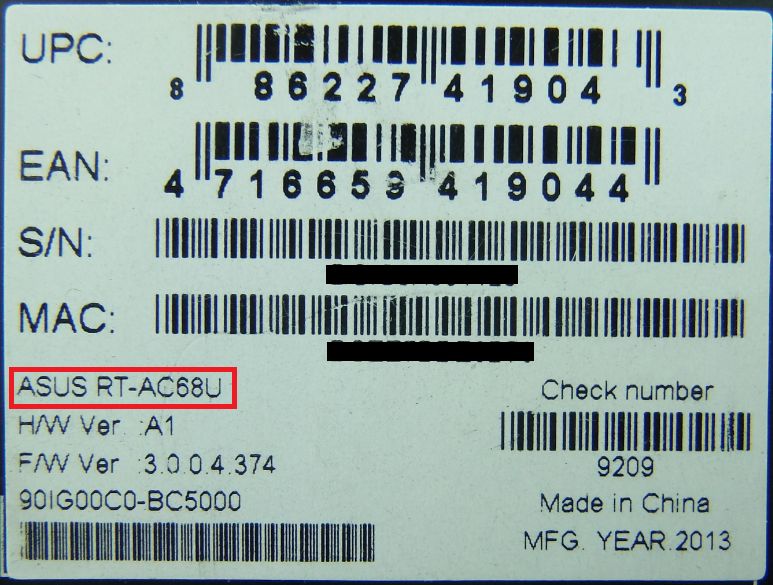 UPC:
8 86227 41904 3
EAN:
4 716659 419044
S/N:
MAC:
ASUS RT-AC68U
H/W Ver :A1
F/W Ver :3.0.0.4.374
90IG00C0-BC5000
Check number
9209
Made in China
MFG. YEAR.2013